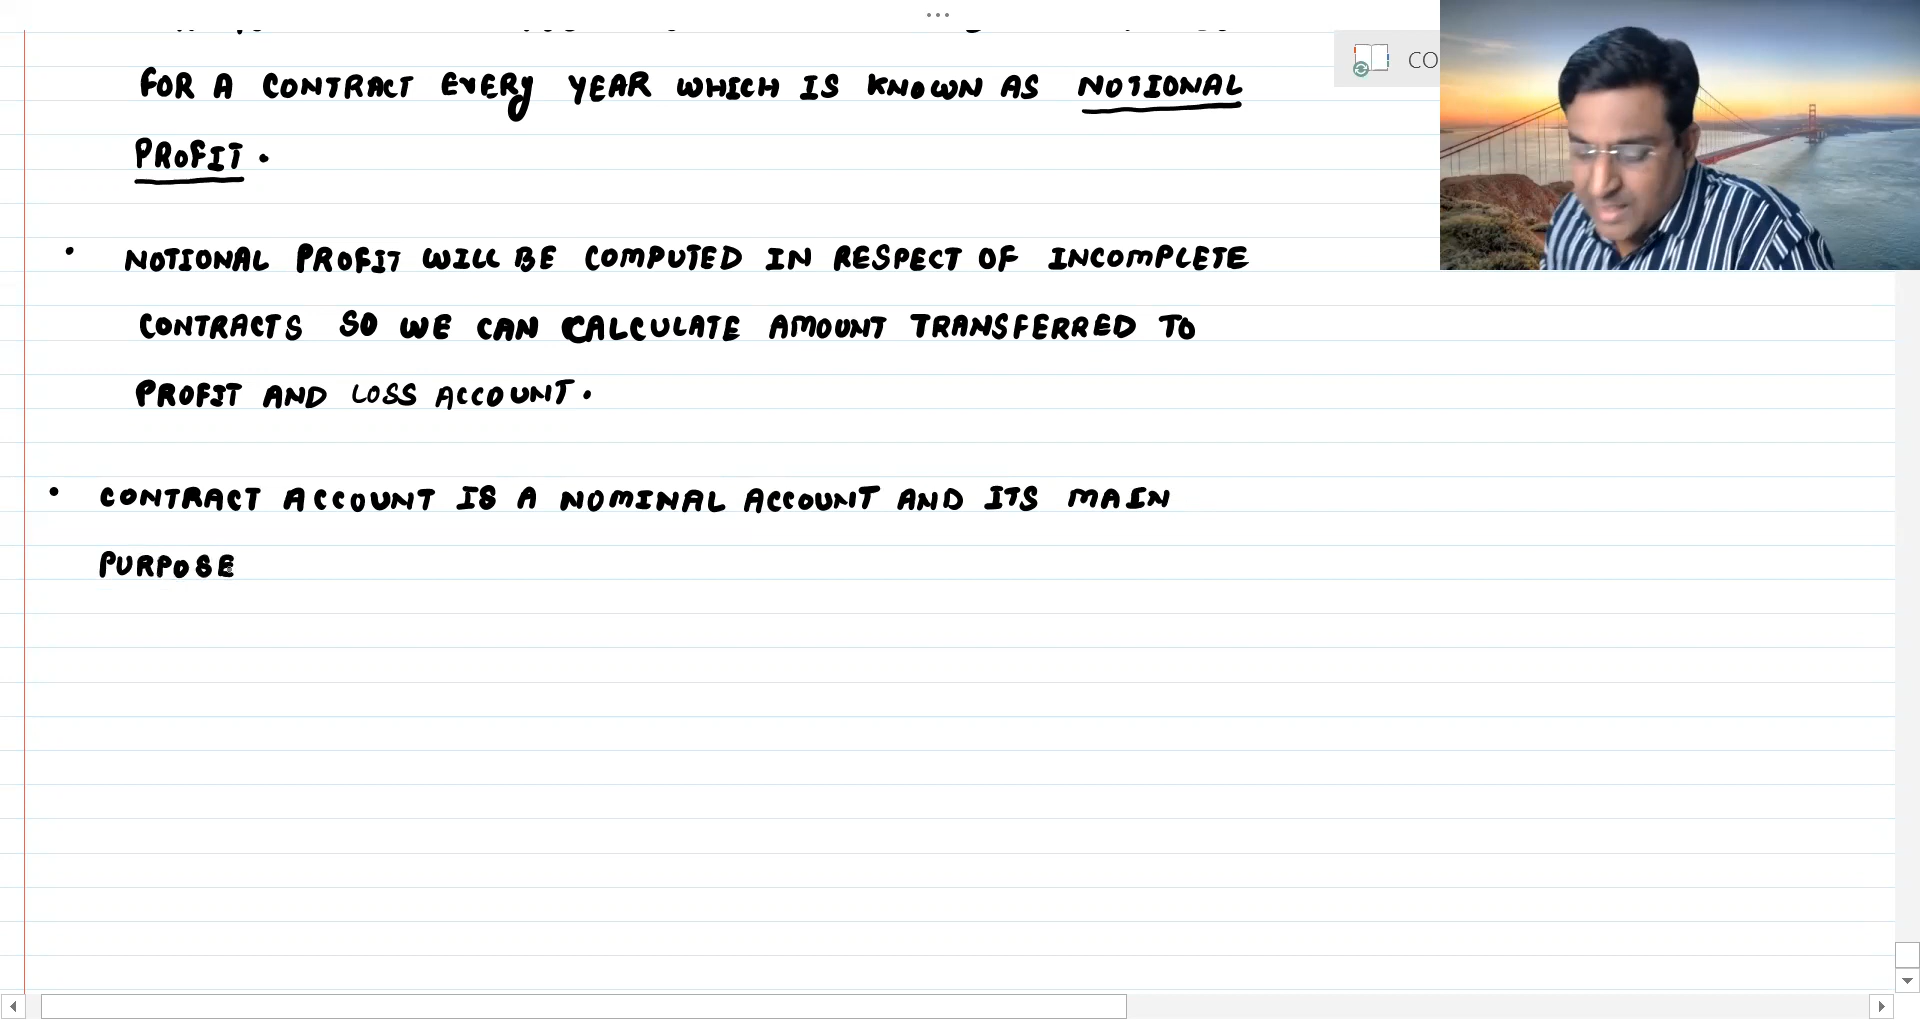 FOR A CONTRACT EVERY YEAR WHICH IS KNOWN AS NOTIONAL
CO
PROFIT.
• NOTIONAL PROFIT WILL BE COMPUTED IN RESPECT OF INCOMPLETE
CONTRACTS SO WE CAN CALCULATE AMOUNT TRANSFERRED TO
PROFIT AND LOSS ACCOUNT.
• CONTRACT ACCOUNT IS A NOMINAL ACCOUNT AND ITS MAIN
PURPOSE